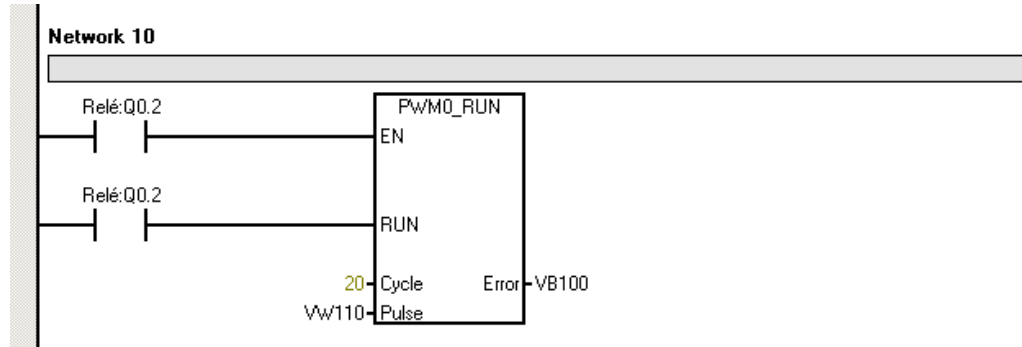 Network 10
Relé:Q0.2
PWM0_RUN
EN
Relé:Q0.2
RUN
20 Cycle Error VB100
VW110 Pulse